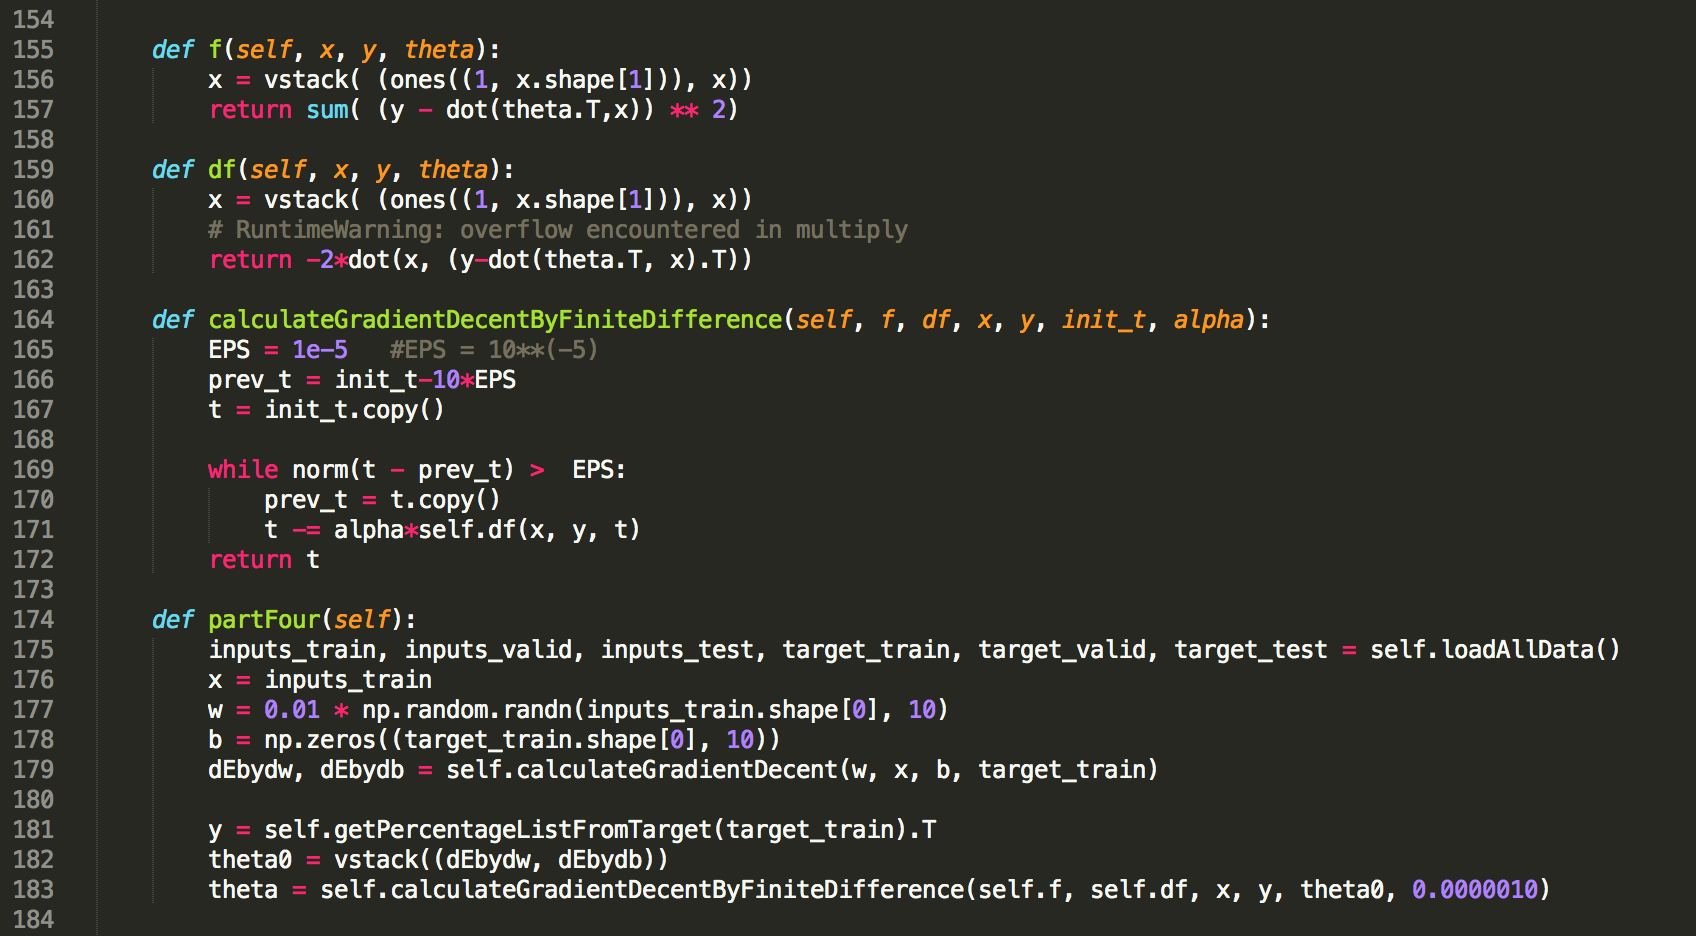 154
155 def f(self, x, y, theta):
156 x = vstack( (ones((1, x.shape[1])), x))
157 return sum( (y - dot(theta.T,x)) ** 2)
158
159 def df(self, x, y, theta):
160 x = vstack( (ones((1, x.shape[1])), x))
161 # RuntimeWarning: overflow encountered in multiply
162 return -2*dot(x, (y-dot(theta.T, x).T))
163
164 def calculateGradientDecentByFiniteDifference(self, f, df, x, y, init_t, alpha):
165 EPS = 1e-5 #EPS = 10**(-5)
166 prev_t = init_t-10*EPS
167 t = init_t.copy()
168
169 while norm(t - prev_t) > EPS:
170 prev_t = t.copy()
171 t -= alpha*self.df(x, y, t)
172 return t
173
174 def partFour(self):
175 inputs_train, inputs_valid, inputs_test, target_train, target_valid, target_test = self.loadAllData()
176 x = inputs_train
177 w = 0.01 * np.random.randn(inputs_train.shape[0], 10)
178 b = np.zeros((target_train.shape[0], 10))
179 dEbydw, dEbydb = self.calculateGradientDecent(w, x, b, target_train)
180
181 y = self.getPercentageListFromTarget(target_train).T
182 theta0 = vstack((dEbydw, dEbydb))
183 theta = self.calculateGradientDecentByFiniteDifference(self.f, self.df, x, y, theta0, 0.0000010)
184